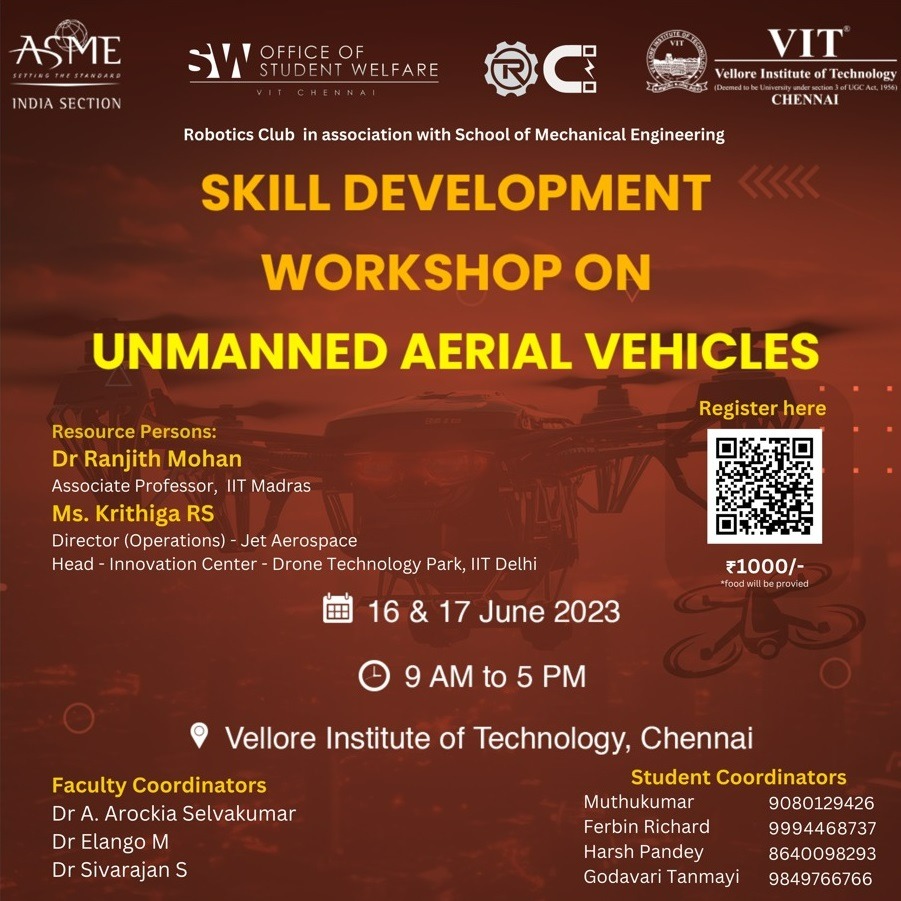 ASME
SETTING THE STANDARD
INDIA SECTION
SW OFFICE OF
STUDENT WELFARE
VIT CHENNAI
VIT
VIT®
Vellore Institute of Technology
(Deemed to be University under section 3 of UGC Act, 1956)
CHENNAI
Robotics Club in association with School of Mechanical Engineering
SKILL DEVELOPMENT
WORKSHOP ON
UNMANNED AERIAL VEHICLES
Register here
Resource Persons:
Dr Ranjith Mohan
Associate Professor, IIT Madras
Ms. Krithiga RS
Director (Operations) - Jet Aerospace
Head - Innovation Center - Drone Technology Park, IIT Delhi
₹1000/-
*food will be provied
16 & 17 June 2023
9 AM to 5 PM
Vellore Institute of Technology, Chennai
Faculty Coordinators
Dr A. Arockia Selvakumar
Dr Elango M
Dr Sivarajan S
Student Coordinators
Muthukumar 9080129426
Ferbin Richard 9994468737
Harsh Pandey 8640098293
Godavari Tanmayi 9849766766